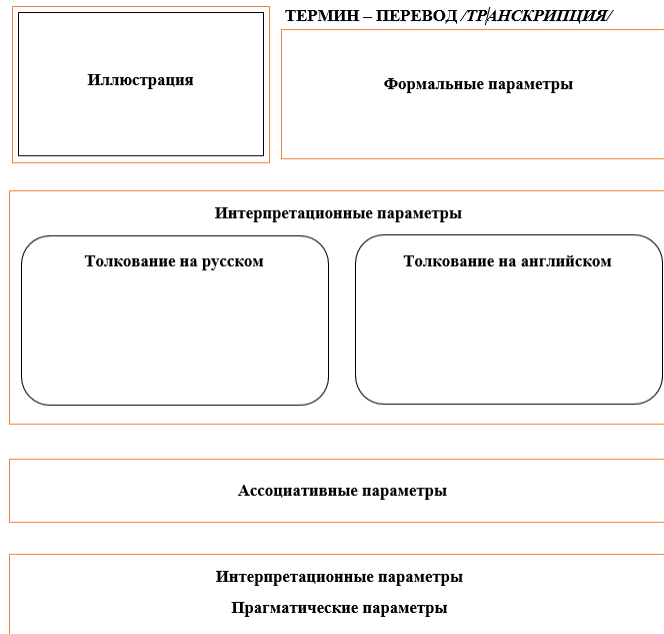 ТЕРМИН – ПЕРЕВОД /ТРАНСКРИПЦИЯ/
Иллюстрация
Формальные параметры
Интерпретационные параметры
Толкование на русском
Толкование на английском
Ассоциативные параметры
Интерпретационные параметры
Прагматические параметры